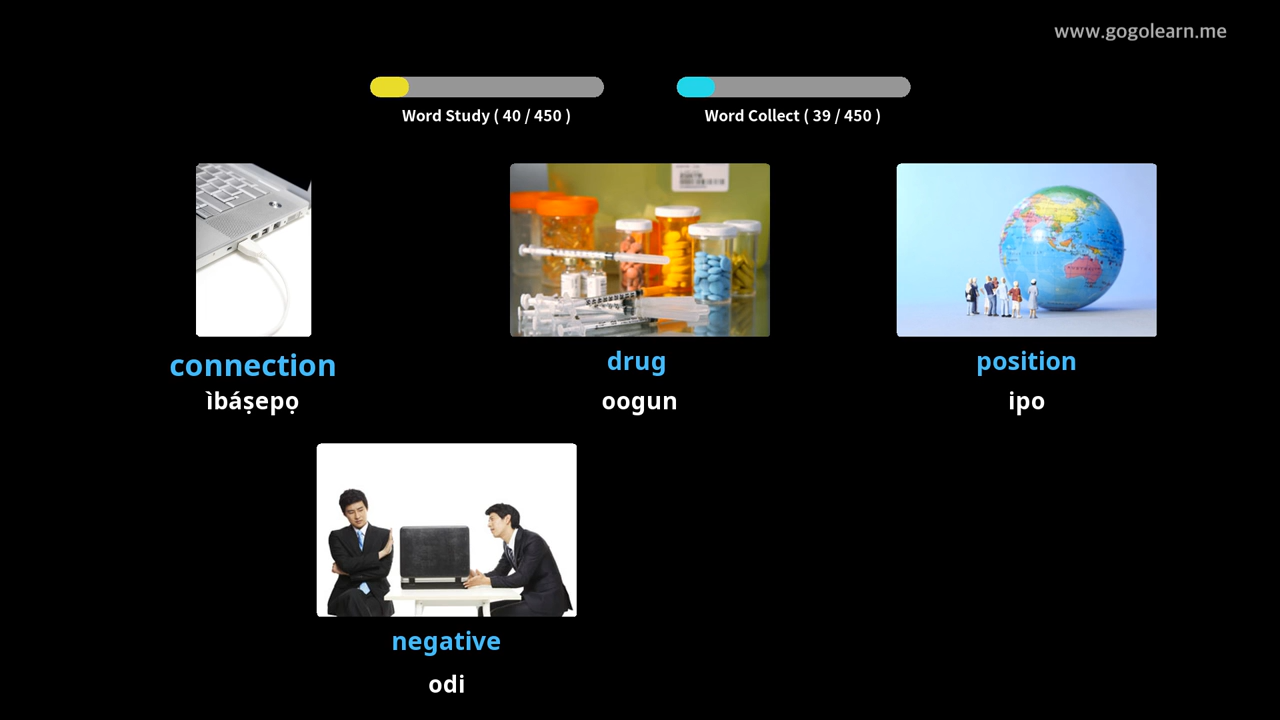 www.gogolearn.me
Word Study ( 40 / 450 )
Word Collect ( 39 / 450 )
connection
ìbáṣepọ
drug
oogun
position
ipo
negative
odi